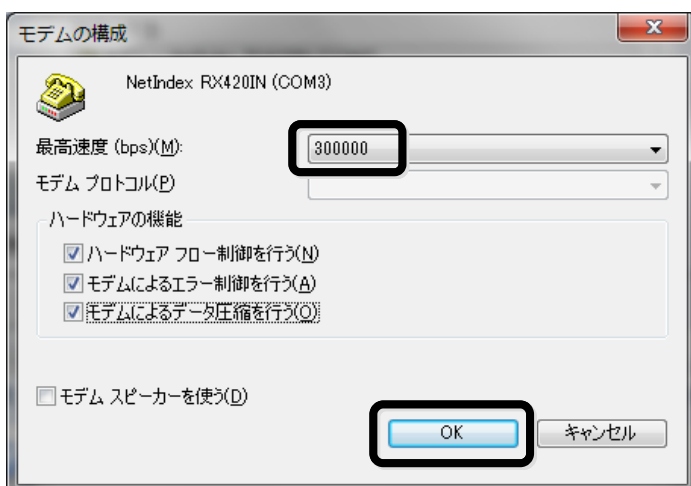 モデムの構成
NetIndex RX420IN (COM3)
最高速度 (bps)(M):
300000
モデム プロトコル(P)
ハードウェアの機能
ハードウェア フロー制御を行う(N)
モデムによるエラー制御を行う(A)
モデムによるデータ圧縮を行う(O)
モデム スピーカーを使う(D)
OK
キャンセル